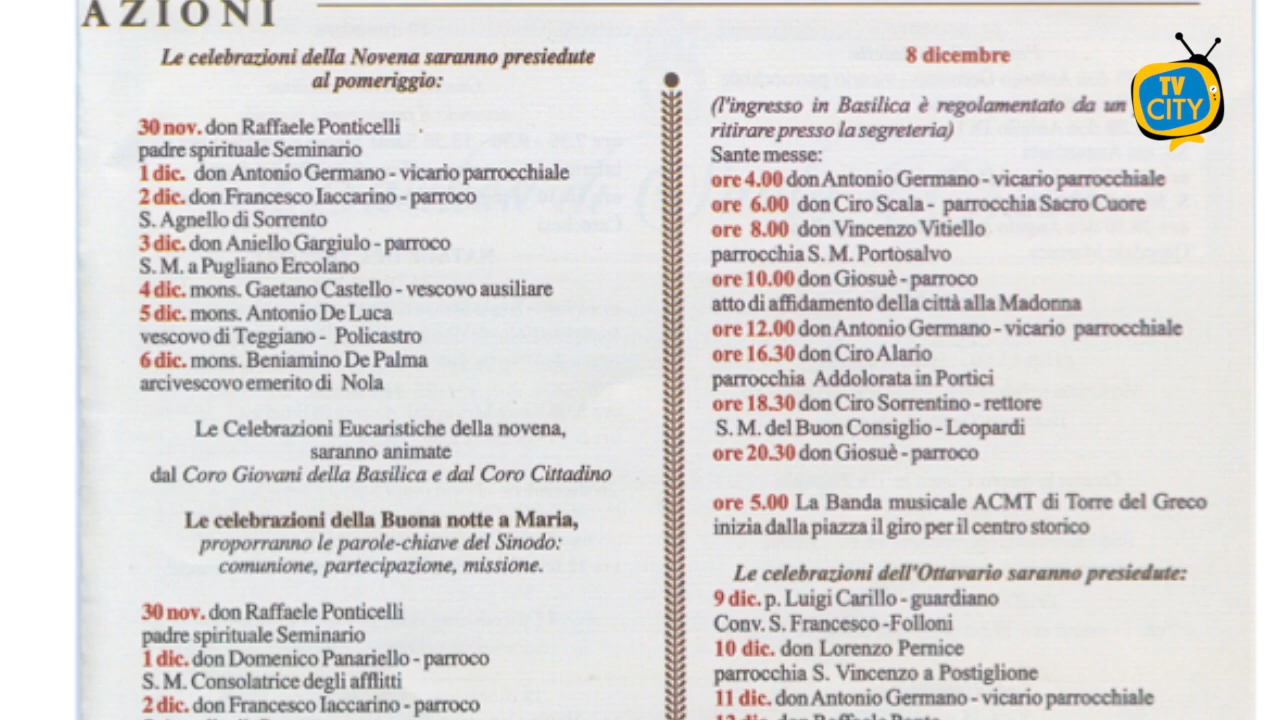 AZIONI
Le celebrazioni della Novena saranno presiedute
al pomeriggio:
30 nov. don Raffaele Ponticelli
padre spirituale Seminario
1 dic. don Antonio Germano - vicario parrocchiale
2 dic. don Francesco Iaccarino - parroco
S. Agnello di Sorrento
3 dic. don Aniello Gargiulo - parroco
S. M. a Pugliano Ercolano
4 dic. mons. Gaetano Castello - vescovo ausiliare
5 dic. mons. Antonio De Luca
vescovo di Teggiano - Policastro
6 dic. mons. Beniamino De Palma
arcivescovo emerito di Nola
Le Celebrazioni Eucaristiche della novena,
saranno animate
dal Coro Giovani della Basilica e dal Coro Cittadino
Le celebrazioni della Buona notte a Maria,
proporranno le parole-chiave del Sinodo:
comunione, partecipazione, missione.
30 nov. don Raffaele Ponticelli
padre spirituale Seminario
1 dic. don Domenico Panariello - parroco
S. M. Consolatrice degli afflitti
2 dic. don Francesco Iaccarino - parroco
8 dicembre
(l'ingresso in Basilica è regolamentato da un
ritirare presso la segreteria)
Sante messe:
ore 4.00 don Antonio Germano - vicario parrocchiale
ore 6.00 don Ciro Scala - parrocchia Sacro Cuore
ore 8.00 don Vincenzo Vitiello
parrocchia S. M. Portosalvo
ore 10.00 don Giosuè - parroco
atto di affidamento della città alla Madonna
ore 12.00 don Antonio Germano - vicario parrocchiale
ore 16.30 don Ciro Alario
parrocchia Addolorata in Portici
ore 18.30 don Ciro Sorrentino - rettore
S. M. del Buon Consiglio - Leopardi
ore 20.30 don Giosuè - parroco
ore 5.00 La Banda musicale ACMT di Torre del Greco
inizia dalla piazza il giro per il centro storico
Le celebrazioni dell'Ottavario saranno presiedute:
9 dic. p. Luigi Carillo - guardiano
Conv. S. Francesco -Folloni
10 dic. don Lorenzo Pernice
parrocchia S. Vincenzo a Postiglione
11 dic. don Antonio Germano - vicario parrocchiale
TV
CITY